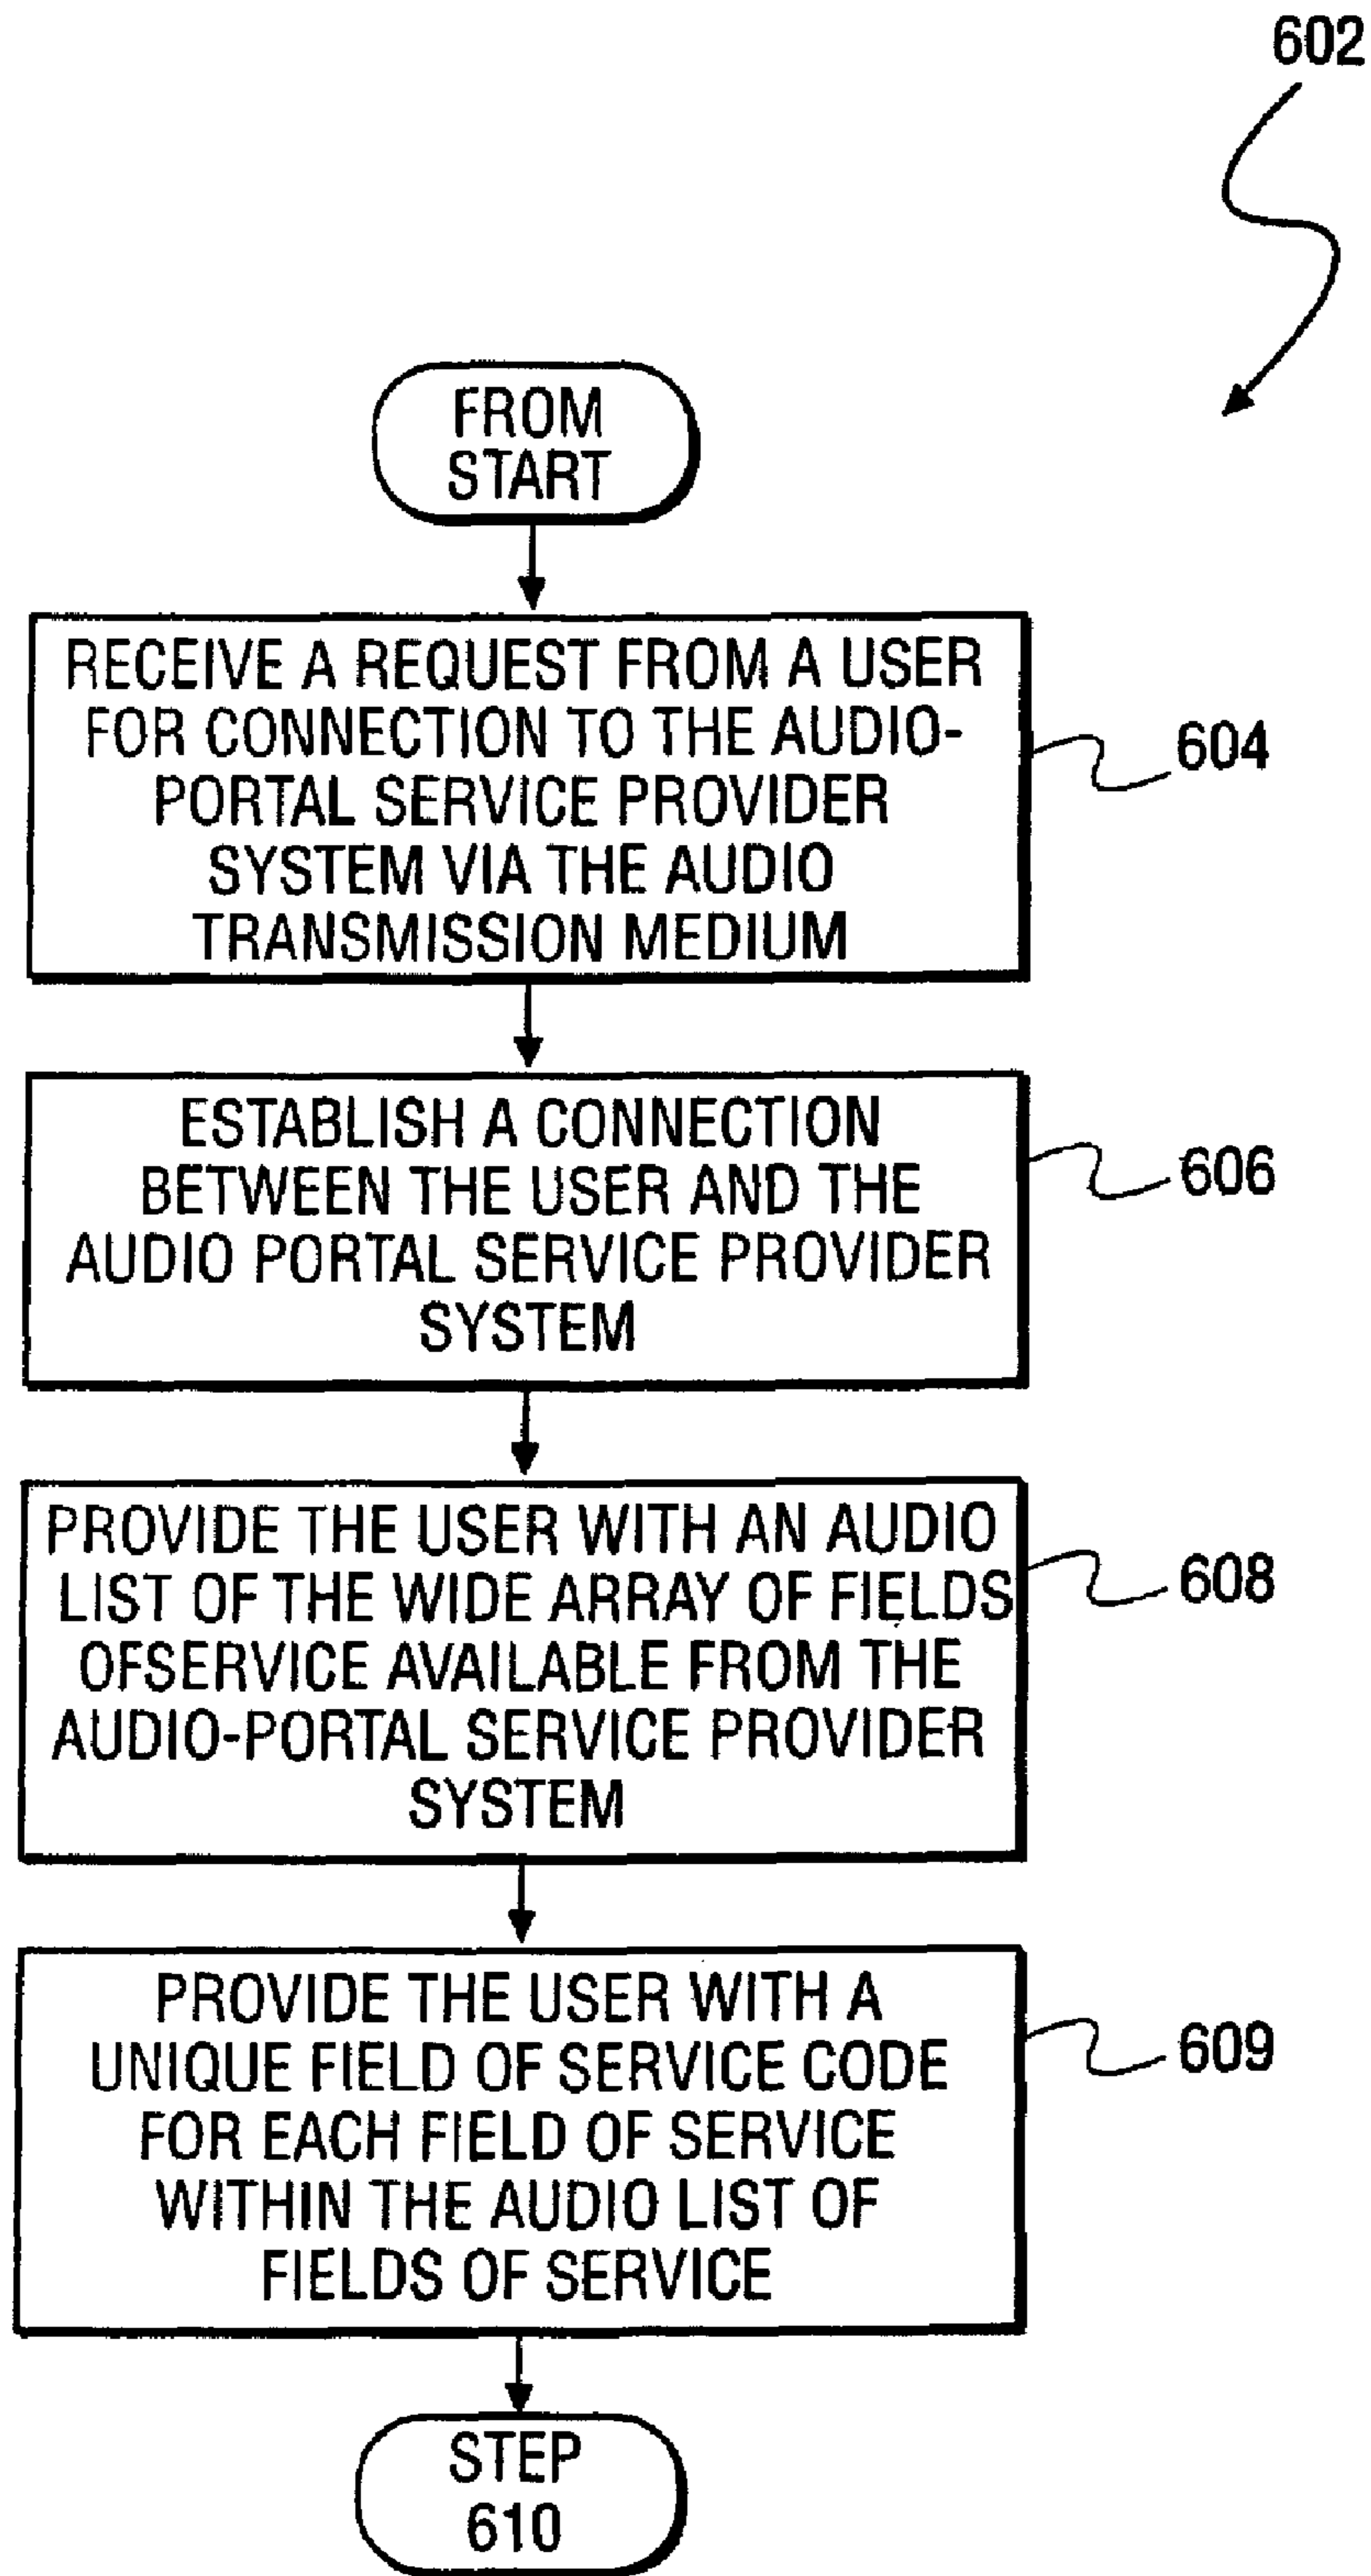 602
FROM
START
RECEIVE A REQUEST FROM A USER
FOR CONNECTION TO THE AUDIO-
PORTAL SERVICE PROVIDER
SYSTEM VIA THE AUDIO
TRANSMISSION MEDIUM
604
ESTABLISH A CONNECTION
BETWEEN THE USER AND THE
AUDIO PORTAL SERVICE PROVIDER
SYSTEM
606
PROVIDE THE USER WITH AN AUDIO
LIST OF THE WIDE ARRAY OF FIELDS
OFSERVICE AVAILABLE FROM THE
AUDIO-PORTAL SERVICE PROVIDER
SYSTEM
608
PROVIDE THE USER WITH A
UNIQUE FIELD OF SERVICE CODE
FOR EACH FIELD OF SERVICE
WITHIN THE AUDIO LIST OF
FIELDS OF SERVICE
609
STEP
610